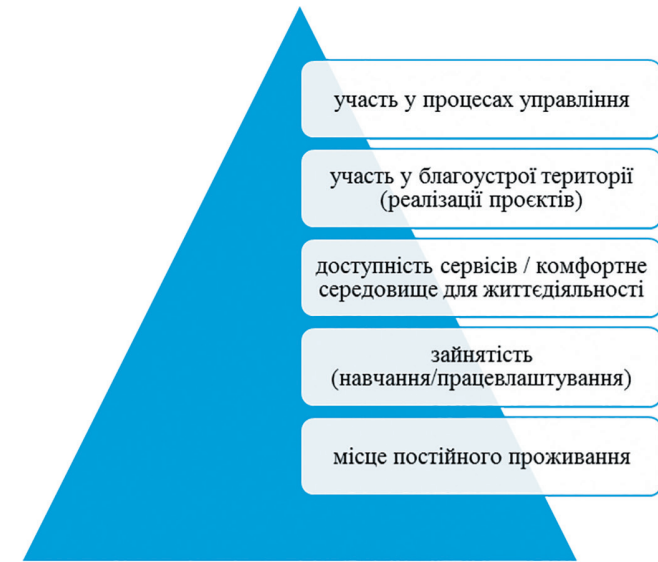 участь у процесах управління
участь у благоустрої території
(реалізації проєктів)
доступність сервісів / комфортне
середовище для життєдіяльності
зайнятість
(навчання/працевлаштування)
місце постійного проживання